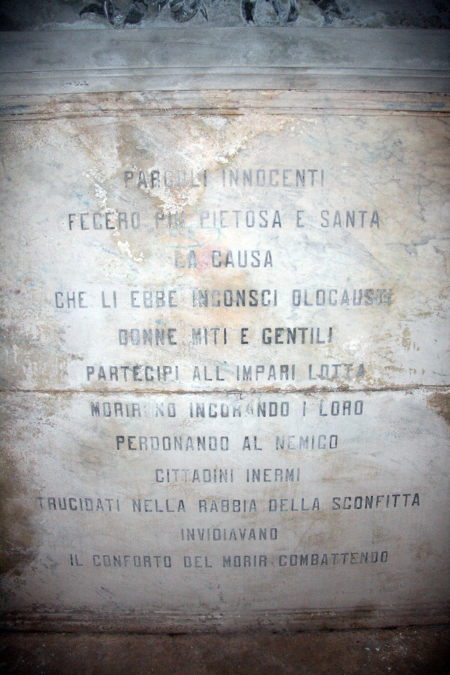 PARGOLI INNOCENTI
FECERO PIÙ PIETOSA E SANTA
LA CAUSA
CHE LI EBBE INCONSCI OLOCAUSTI
DONNE MITI E GENTILI
PARTECIPI ALL'IMPARI LOTTA
MORIRONO INCORANDO I LORO
PERDONANDO AL NEMICO
CITTADINI INERMI
TRUCIDATI NELLA RABBIA DELLA SCONFITTA
INVIDIAVANO
IL CONFORTO DEL MORIR COMBATTENDO